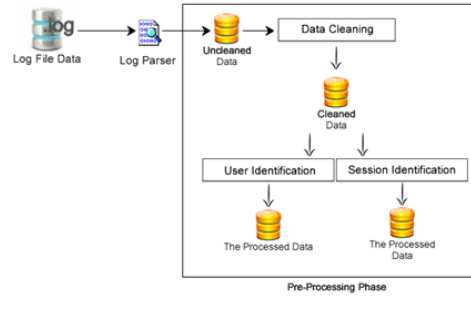 .log
Log File Data
Log Parser
Uncleaned
Data
Data Cleaning
Cleaned
Data
User Identification
Session Identification
The Processed Data
The Processed
Data
Pre-Processing Phase